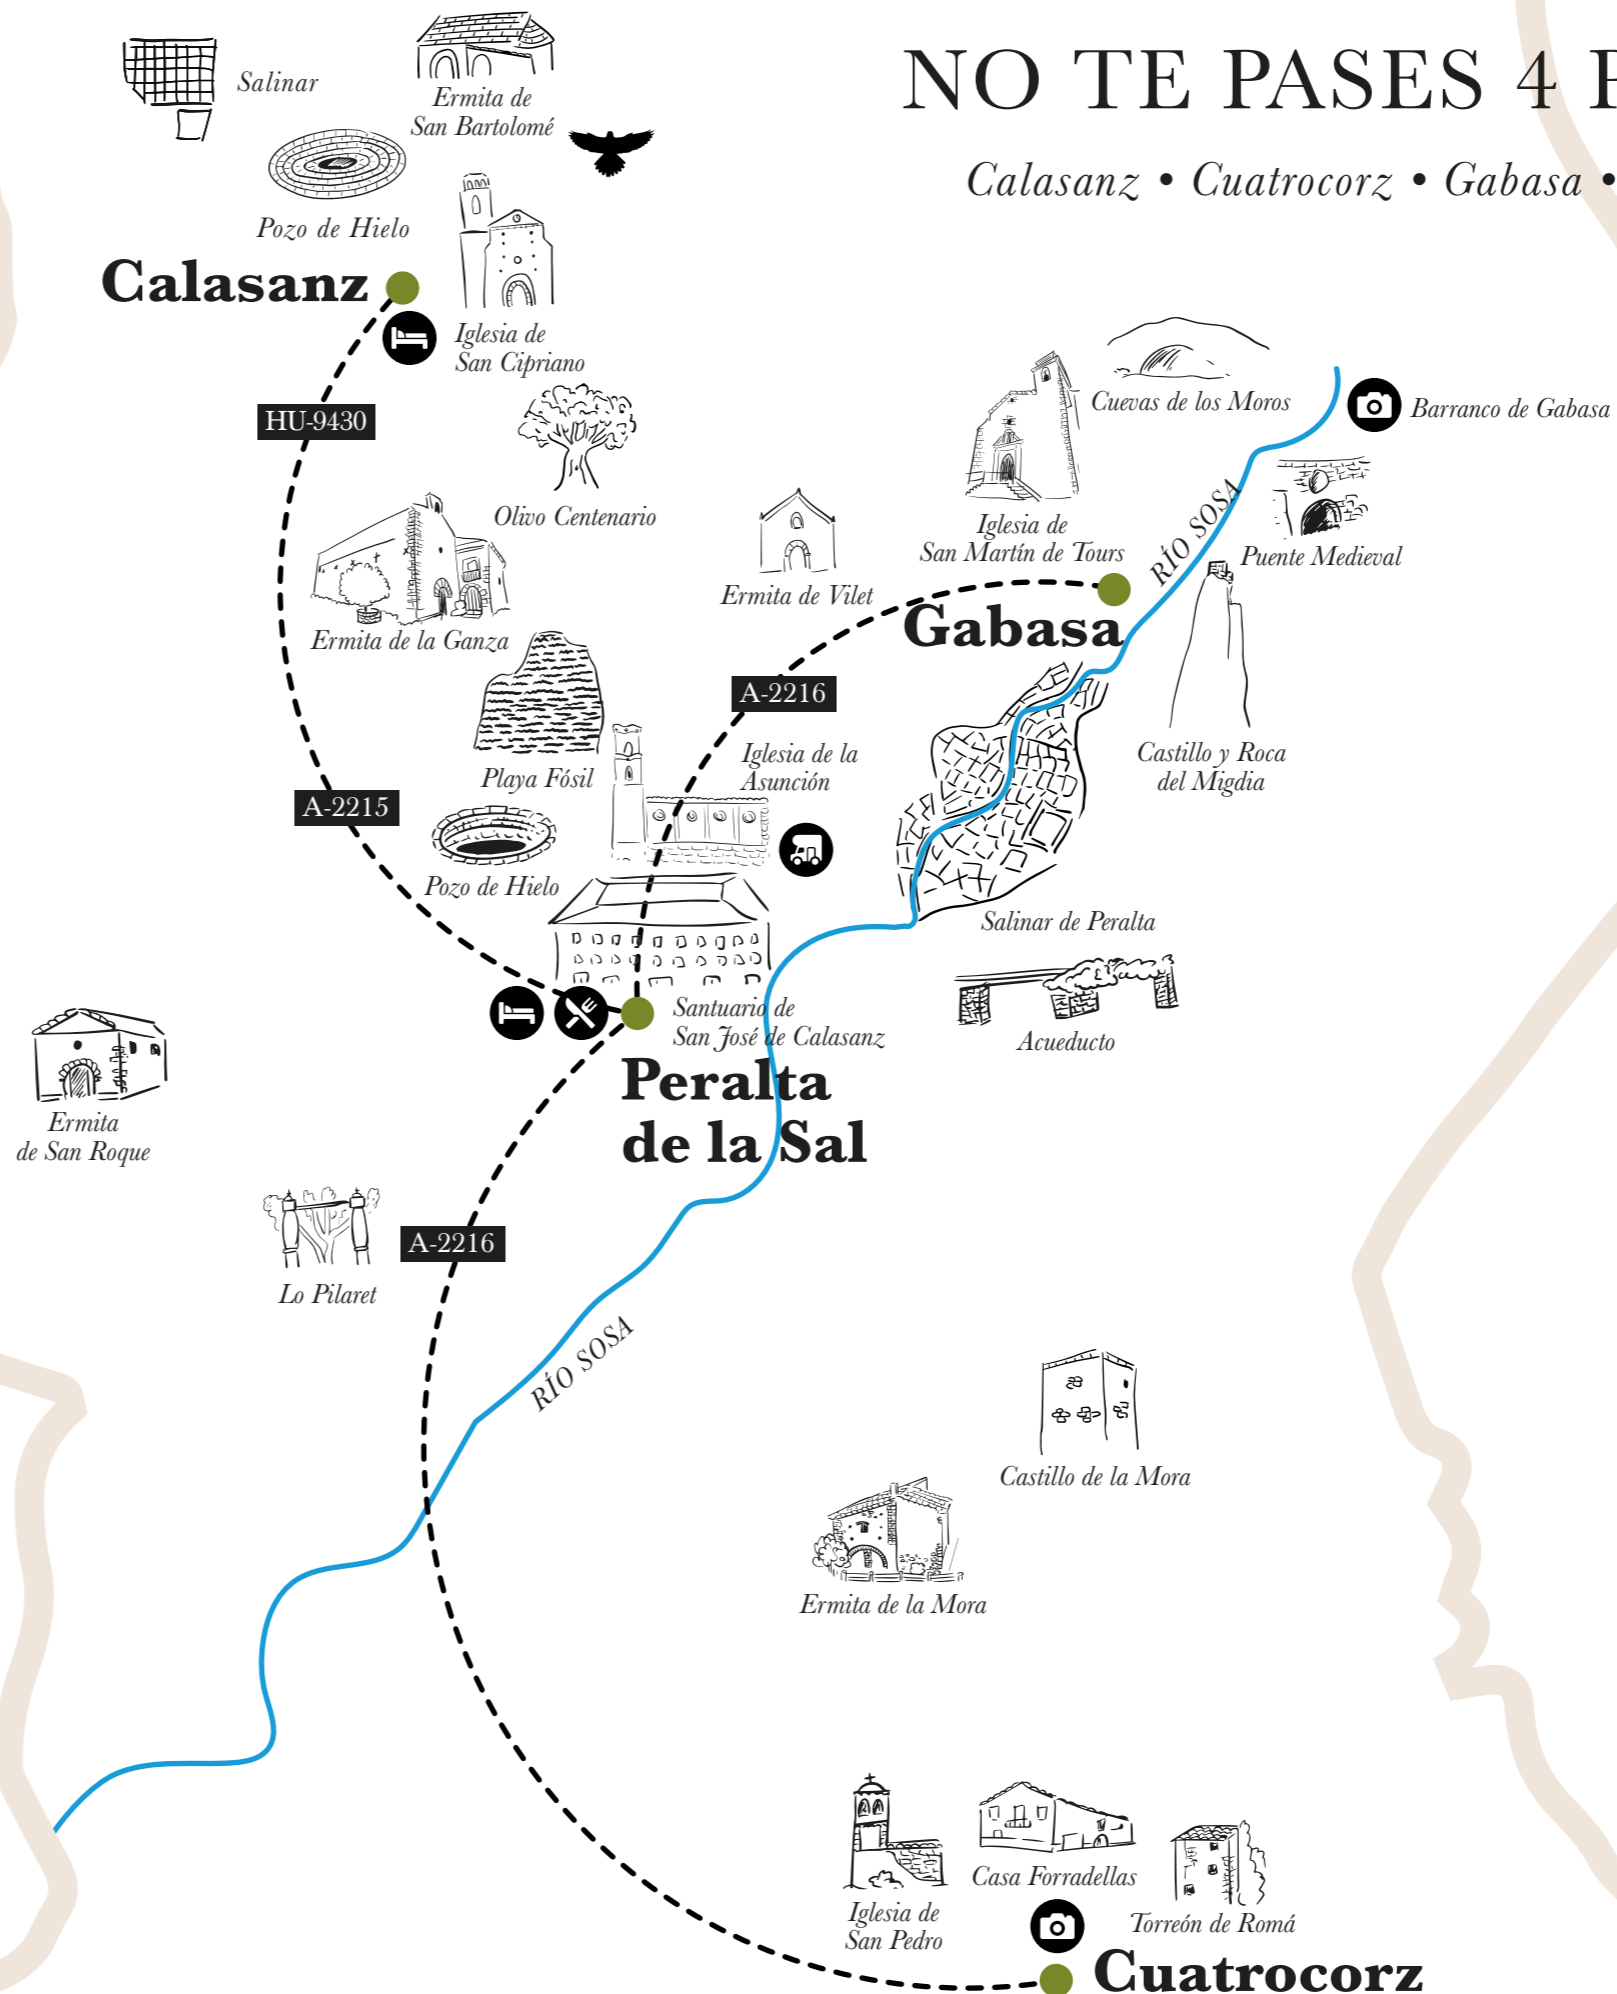 NO TE PASES 4
Calasanz • Cuatrocorz • Gabasa •
Salinar
Ermita de
San Bartolomé
Pozo de Hielo
Calasanz
Iglesia de
San Cipriano
HU-9430
Olivo Centenario
Ermita de la Ganza
Playa Fósil
A-2215
Pozo de Hielo
Ermita de Vilet
Cuevas de los Moros
Barranco de Gabasa
Iglesia de
San Martín de Tours
RÍO SOSA
Puente Medieval
Gabasa
A-2216
Iglesia de la
Asunción
Castillo y Roca
del Migdia
Salinar de Peralta
Acueducto
Santuario de
San José de Calasanz
Peralta
de la Sal
Ermita
de San Roque
Lo Pilaret
A-2216
RÍO SOSA
Castillo de la Mora
Ermita de la Mora
Iglesia de
San Pedro
Casa Forradellas
Torreón de Romá
Cuatrocorz